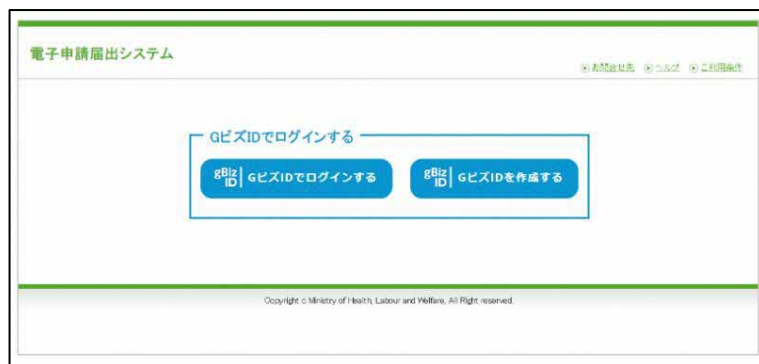 電子申請届出システム
お問合せ先 ヘルプ ご利用条件
GビズIDでログインする
gBiz ID GビズIDでログインする
gBiz ID GビズIDを作成する
Copyright c Ministry of Health, Labour and Welfare, All Right reserved.